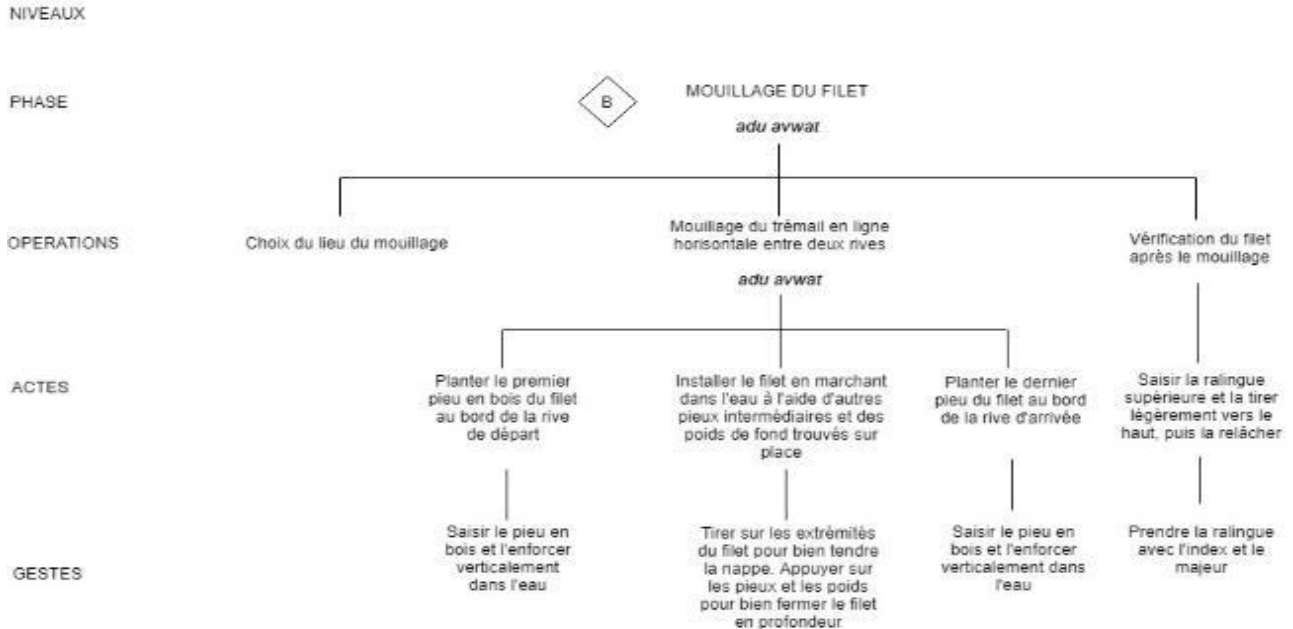 NIVEAUX
PHASE
B
MOUILLAGE DU FILET
adu avwat
OPERATIONS
Choix du lieu du mouillage
Mouillage du trémail en ligne
horisontale entre deux rives
adu avwat
Vérification du filet
après le mouillage
ACTES
Planter le premier
pieu en bois du filet
au bord de la rive
de départ
Installer le filet en marchant
dans l'eau à l'aide d'autres
pieux intermédiaires et des
poids de fond trouvés sur
place
Planter le dernier
pieu du filet au bord
de la rive d'arrivée
Saisir la ralingue
supérieure et la tirer
légèrement vers le
haut, puis la relâcher
GESTES
Saisir le pieu en
bois et l'enforcer
verticalement
dans l'eau
Tirer sur les extrémités
du filet pour bien tendre
la nappe. Appuyer sur
les pieux et les poids
pour bien fermer le filet
en profondeur
Saisir le pieu en
bois et l'enforcer
verticalement dans
l'eau
Prendre la ralingue
avec l'index et le
majeur